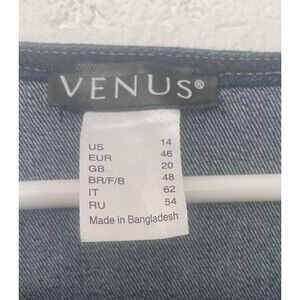 VENUS®
US 14
EUR 46
GB 20
BR/F/B 48
IT 62
RU 54
Made in Bangladesh